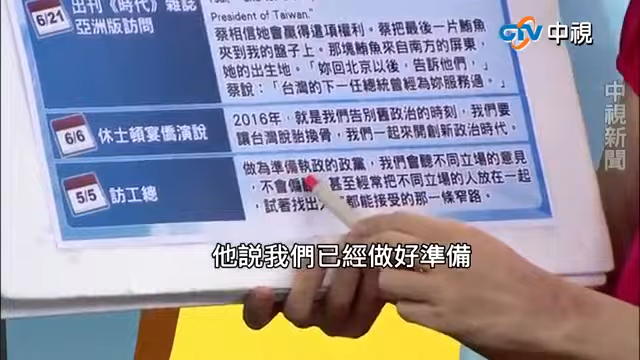 CTV中視
中視新聞
6/21
出刊《時代》雜誌
亞洲版訪問
President of Taiwan."
蔡相信她會贏得這項權利。蔡把最後一片鮪魚
夾到我的盤子上。那塊鮪魚來自南方的屏東,
她的出生地。「妳回北京以後,告訴他們,」
蔡說:「台灣的下一任總統曾經為妳服務過。」
6/6
休士頓宴僑演說
2016年,就是我們告別舊政治的時刻,我們要
讓台灣脫胎換骨,我們一起來開創新政治時代。
5/5
訪工總
做為準備執政的政黨,我們會聽不同立場的意見,
不會偏 甚至經常把不同立場的人放在一起,
試著找出 都能接受的那一條窄路。
他說我們已經做好準備